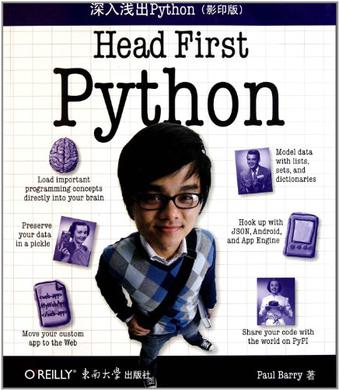 深入浅出Python（影印版）
Head First
Python
Load important
programming concepts
directly into your brain
Model data
with lists,
sets, and
dictionaries
Preserve
your data
in a pickle
Hook up with
JSON, Android,
and App Engine
Move your custom
app to the Web
Share your code with
the world on PyPI
O'REILLY® 東南大學出版社
Paul Barry 著